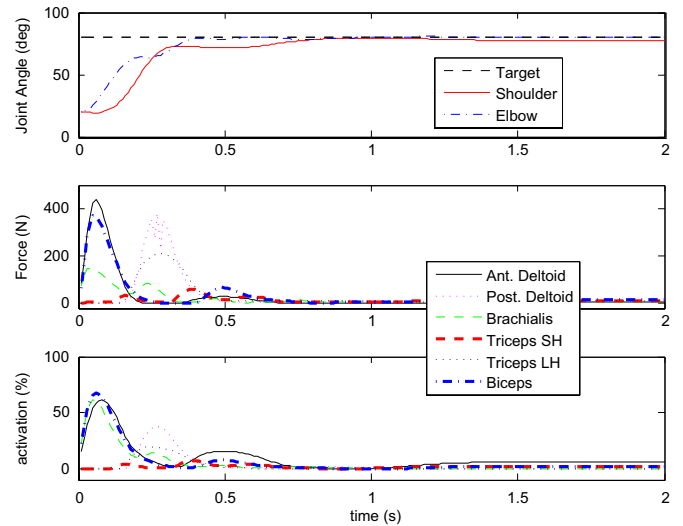 100
50
0
Joint Angle (deg)
0
0.5
1
1.5
2
Target
Shoulder
Elbow
400
200
0
Force (N)
0
0.5
1
1.5
2
Ant. Deltoid
Post. Deltoid
Brachialis
Triceps SH
Triceps LH
Biceps
100
50
0
activation (%)
0
0.5
1
1.5
2
time (s)